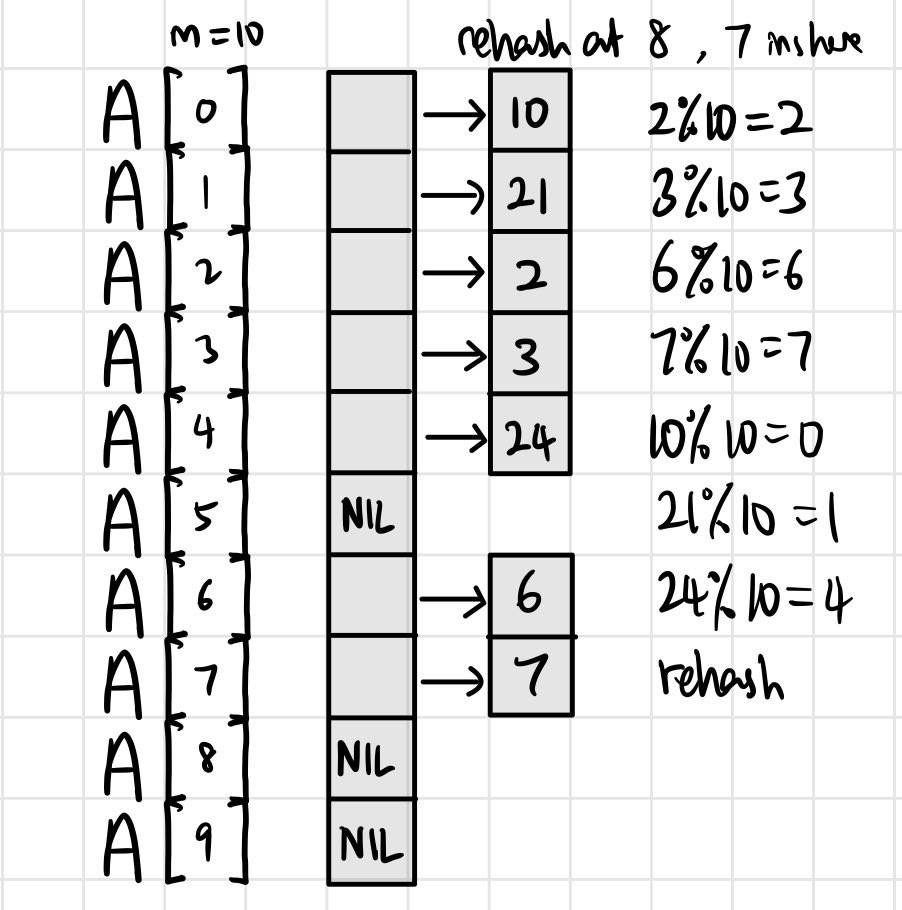 m=10 rehash at 8, 7 in here
A[0] → 10 2%10=2
A[1] → 21 3%10=3
A[2] → 2 6%10=6
A[3] → 3 7%10=7
A[4] → 24 10%10=0
A[5] NIL 21%10=1
A[6] → 6 24%10=4
A[7] → 7 rehash
A[8] NIL
A[9] NIL